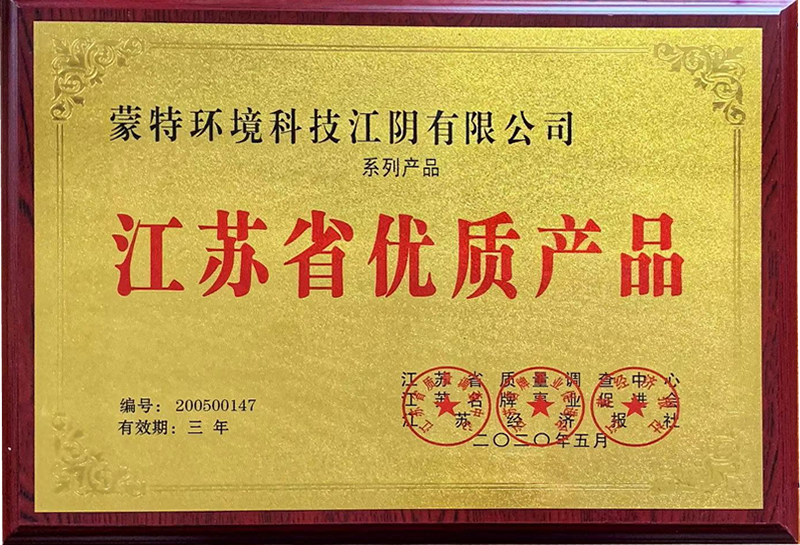 蒙特环境科技江阴有限公司
系列产品
江苏省优质产品
编号： 200500147
有效期：三 年
江苏省质量调查中心
江苏名牌事业促进会
江苏经济报社
二〇二〇年五月